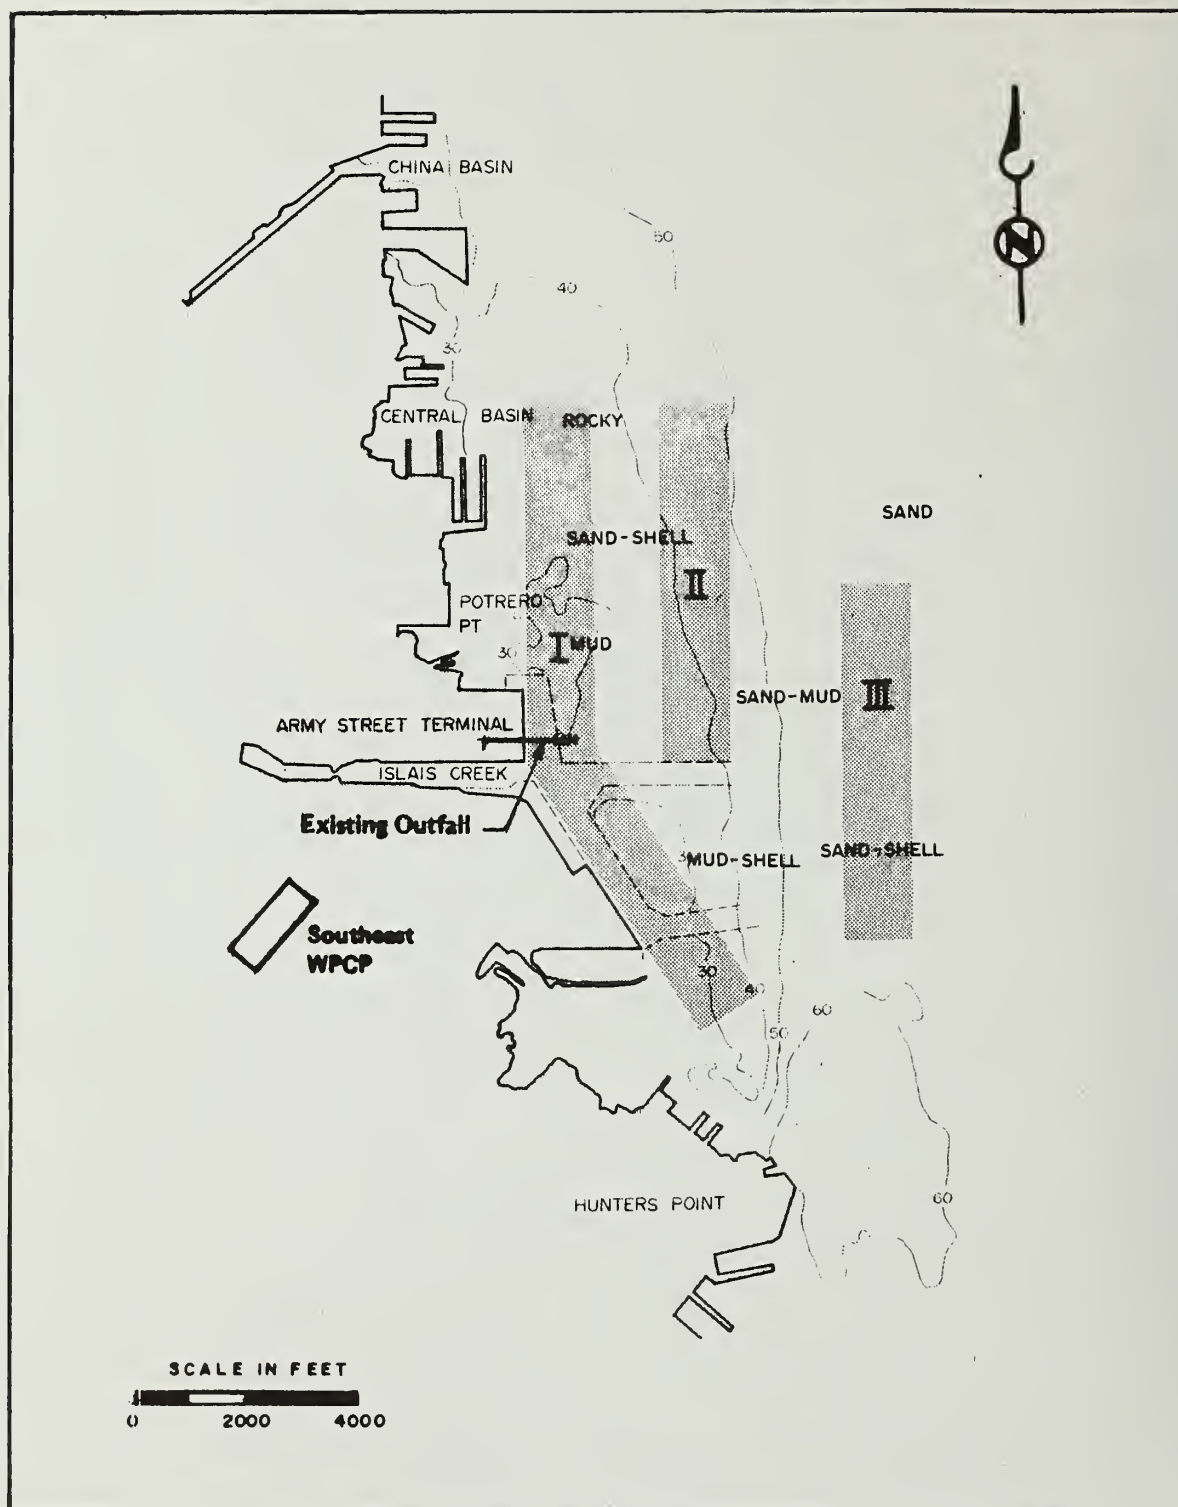 CHINA BASIN
50
40
30
CENTRAL BASIN
ROCKY
SAND
SAND-SHELL
II
POTRERO
PT
30
I
MUD
SAND-MUD
III
ARMY STREET TERMINAL
ISLAIS CREEK
Existing Outfall
MUD-SHELL
SAND-SHELL
Southeast
WPCP
30
40
60
50
60
HUNTERS POINT
N
SCALE IN FEET
0 2000 4000